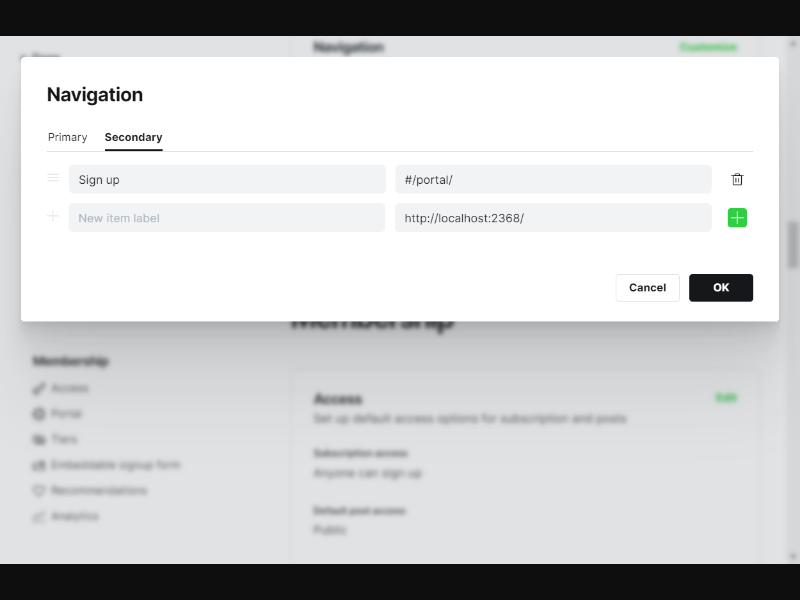 Navigation
Customize
Navigation
Primary
Secondary
Sign up
#/portal/
New item label
http://localhost:2368/
Cancel
OK
Membership
Membership
Access
Portal
Tiers
Embeddable signup form
Recommendations
Analytics
Access
Edit
Set up default access options for subscription and posts
Subscription access
Anyone can sign up
Default post access
Public